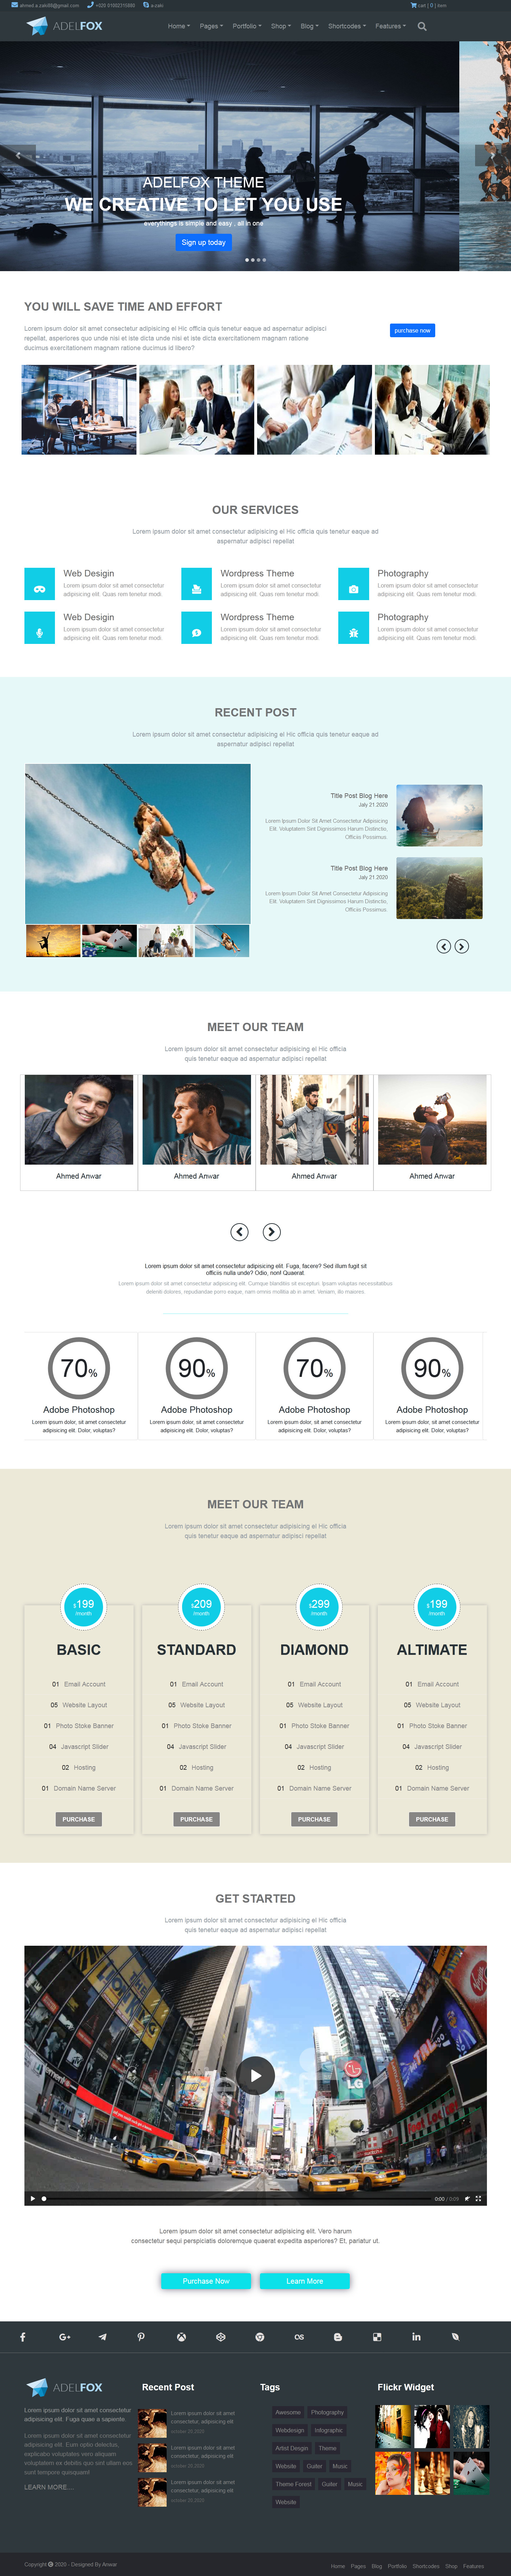 ahmed.a.zaki89@gmail.com +020 01002315865 a.zaki cart ( 0 ) item
ADELFOX
Home Pages Portfolio Shop Blog Shortcodes Features
ADELFOX THEME
WE CREATIVE TO LET YOU USE
everythings is simple and easy , all in one
Sign up today
YOU WILL SAVE TIME AND EFFORT
Lorem ipsum dolor sit amet consectetur adipisicing el Hic officia quis tenetur eaque ad aspernatur adipisci
repellat, asperiores quo unde nisi et iste dicta unde nisi et iste dicta exercitationem magnam ratione
ducimus exercitationem magnam ratione ducimus id libero?
purchase now
OUR SERVICES
Lorem ipsum dolor sit amet consectetur adipisicing el Hic officia quis tenetur eaque ad
aspernatur adipisci repellat
Web Desigin
Lorem ipsum dolor sit amet consectetur
adipisicing elit. Quas rem tenetur modi.
Wordpress Theme
Lorem ipsum dolor sit amet consectetur
adipisicing elit. Quas rem tenetur modi.
Photography
Lorem ipsum dolor sit amet consectetur
adipisicing elit. Quas rem tenetur modi.
Web Desigin
Lorem ipsum dolor sit amet consectetur
adipisicing elit. Quas rem tenetur modi.
Wordpress Theme
Lorem ipsum dolor sit amet consectetur
adipisicing elit. Quas rem tenetur modi.
Photography
Lorem ipsum dolor sit amet consectetur
adipisicing elit. Quas rem tenetur modi.
RECENT POST
Lorem ipsum dolor sit amet consectetur adipisicing el Hic officia quis tenetur eaque ad
aspernatur adipisci repellat
Title Post Blog Here
July 21 2020
Lorem Ipsum Dolor Sit Amet Consectetur Adipisicing
Elit. Voluptatem Sint Dignissimos Harum Distinctio,
Officiis Possimus.
Title Post Blog Here
July 21 2020
Lorem Ipsum Dolor Sit Amet Consectetur Adipisicing
Elit. Voluptatem Sint Dignissimos Harum Distinctio,
Officiis Possimus.
MEET OUR TEAM
Lorem ipsum dolor sit amet consectetur adipisicing el Hic officia
quis tenetur eaque ad aspernatur adipisci repellat
Ahmed Anwar
Ahmed Anwar
Ahmed Anwar
Ahmed Anwar
Lorem ipsum dolor sit amet consectetur adipisicing elit. Fuga, facere? Sed illum fugit sit
officiis nulla unde? Odio, non! Quaerat.
Lorem ipsum dolor sit amet consectetur adipisicing elit. Cumque blanditiis sit excepturi. Ipsam voluptas necessitatibus
deleniti dolores, repudiandae porro eaque, nam omnis mollitia ab in amet. Veniam, illo maiores.
70%
Adobe Photoshop
Lorem ipsum dolor, sit amet consectetur
adipisicing elit. Dolor, voluptas?
90%
Adobe Photoshop
Lorem ipsum dolor, sit amet consectetur
adipisicing elit. Dolor, voluptas?
70%
Adobe Photoshop
Lorem ipsum dolor, sit amet consectetur
adipisicing elit. Dolor, voluptas?
90%
Adobe Photoshop
Lorem ipsum dolor, sit amet consectetur
adipisicing elit. Dolor, voluptas?
MEET OUR TEAM
Lorem ipsum dolor sit amet consectetur adipisicing el Hic officia
quis tenetur eaque ad aspernatur adipisci repellat
$199
/month
BASIC
01 Email Account
05 Website Layout
01 Photo Stoke Banner
04 Javascript Slider
02 Hosting
01 Domain Name Server
PURCHASE
$209
/month
STANDARD
01 Email Account
05 Website Layout
01 Photo Stoke Banner
04 Javascript Slider
02 Hosting
01 Domain Name Server
PURCHASE
$299
/month
DIAMOND
01 Email Account
05 Website Layout
01 Photo Stoke Banner
04 Javascript Slider
02 Hosting
01 Domain Name Server
PURCHASE
$199
/month
ALTIMATE
01 Email Account
05 Website Layout
01 Photo Stoke Banner
04 Javascript Slider
02 Hosting
01 Domain Name Server
PURCHASE
GET STARTED
Lorem ipsum dolor sit amet consectetur adipisicing el Hic officia
quis tenetur eaque ad aspernatur adipisci repellat
LG
0:00 / 0:09
Lorem ipsum dolor sit amet consectetur adipisicing elit. Vero harum
consectetur sequi perspiciatis doloremque quaerat expedita asperiores? Et, pariatur ut.
Purchase Now
Learn More
ADELFOX
Lorem ipsum dolor sit amet consectetur
adipisicing elit. Fuga quae a sapiente.
Lorem ipsum dolor sit amet consectetur
adipisicing elit. Eum optio delectus,
explicabo voluptates vero aliquam
voluptatem ex debitis quo sint ullam eos
sunt tempore quisquam!
LEARN MORE....
Recent Post
Lorem ipsum dolor sit amet
consectetur, adipisicing elit
october 03 2020
Lorem ipsum dolor sit amet
consectetur, adipisicing elit
october 03 2020
Lorem ipsum dolor sit amet
consectetur, adipisicing elit
october 03 2020
Tags
Awesome Photography
Webdesign Infographic
Artist Desgin Theme
Website Guiter Music
Theme Forest Guiter Music
Website
Flickr Widget
Copyright © 2020 - Designed By Anwar
Home Pages Blog Portfolio Shortcodes Shop Features